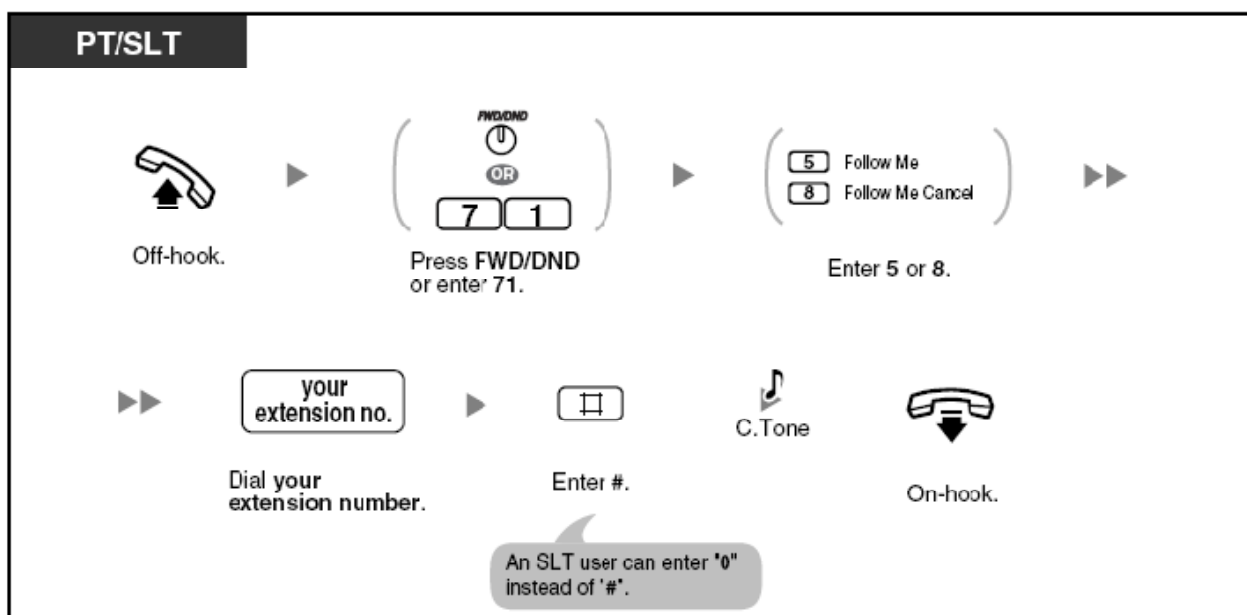 PT/SLT
FWD/DND
OR
7 1
Press FWD/DND
or enter 71.
Off-hook.
5 Follow Me
8 Follow Me Cancel
Enter 5 or 8.
your
extension no.
Dial your
extension number.
#
Enter #.
An SLT user can enter "0"
instead of "#".
C.Tone
On-hook.